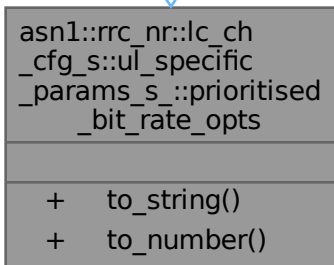 asn1::rrc_nr::lc_ch
_cfg_s::ul_specific
_params_s_::prioritised
_bit_rate_opts
+ to_string()
+ to_number()